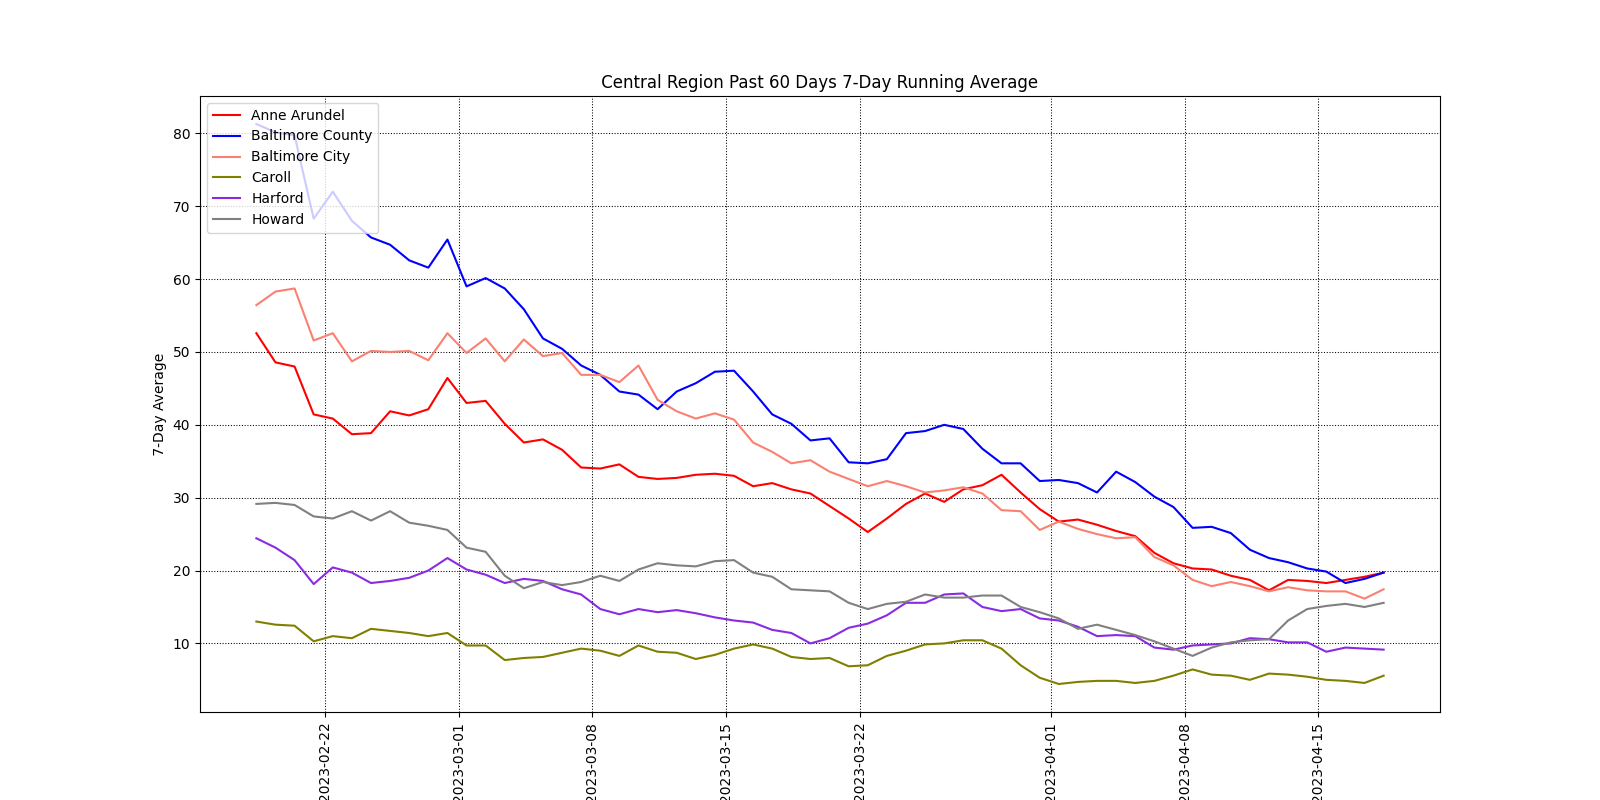 Central Region Past 60 Days 7-Day Running Average
Anne Arundel
Baltimore County
Baltimore City
Caroll
Harford
Howard
80
70
60
50
40
30
20
10
7-Day Average
2023-02-22
2023-03-01
2023-03-08
2023-03-15
2023-03-22
2023-04-01
2023-04-08
2023-04-15